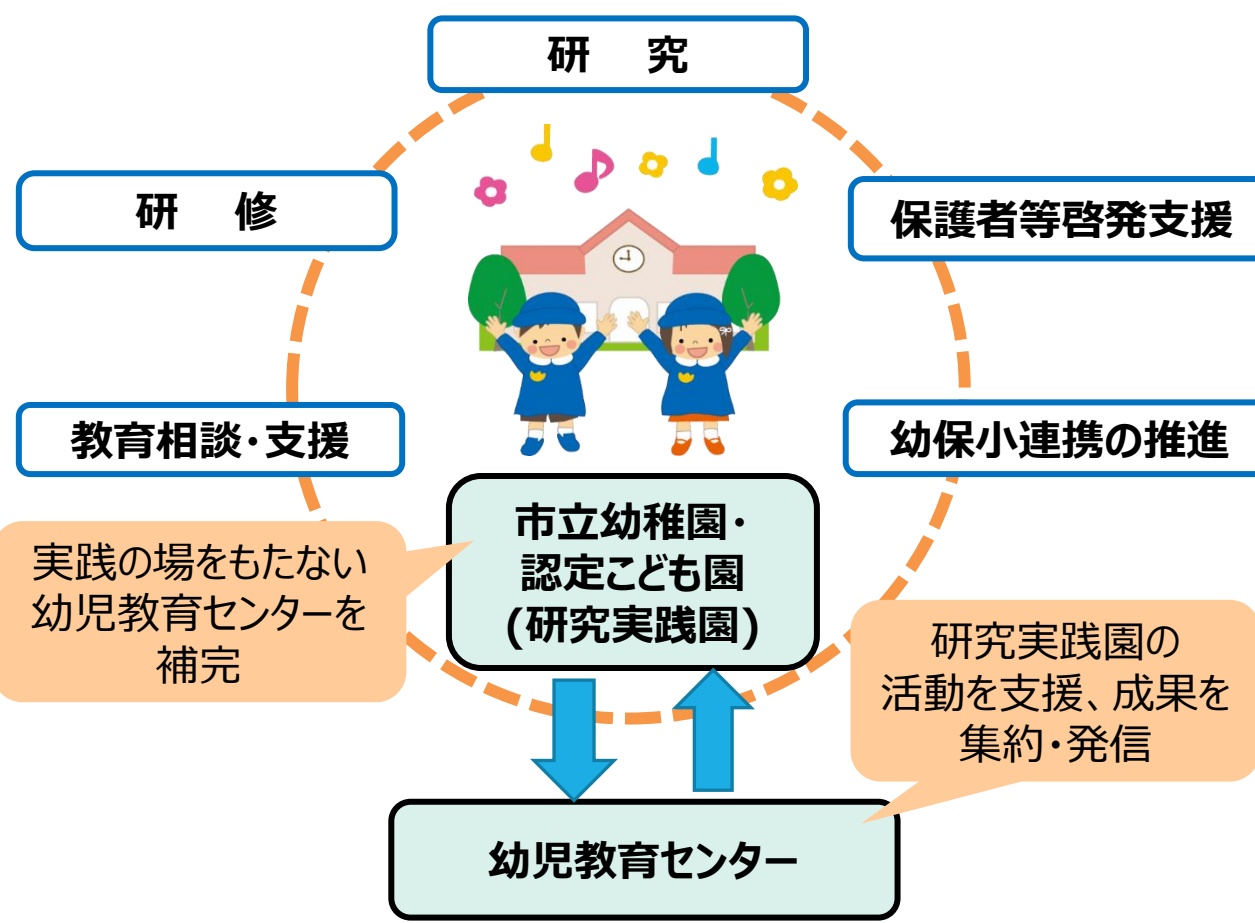 研 究
研 修
保護者等啓発支援
教育相談・支援
幼保小連携の推進
市立幼稚園・
認定こども園
(研究実践園)
実践の場をもたない
幼児教育センターを
補完
研究実践園の
活動を支援、成果を
集約・発信
幼児教育センター